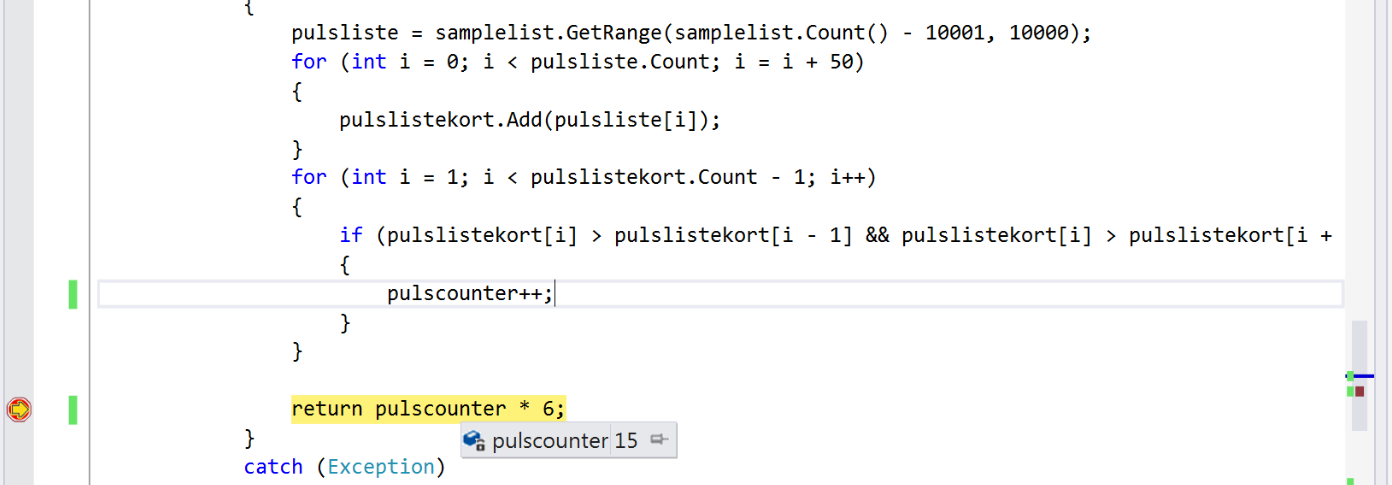 {
pulsliste = samplelist.GetRange(samplelist.Count() - 10001, 10000);
for (int i = 0; i < pulsliste.Count; i = i + 50)
{
pulslistekort.Add(pulsliste[i]);
}
for (int i = 1; i < pulslistekort.Count - 1; i++)
{
if (pulslistekort[i] > pulslistekort[i - 1] && pulslistekort[i] > pulslistekort[i +
{
pulscounter++;
}
}
return pulscounter * 6;
}
pulscounter 15
catch (Exception)